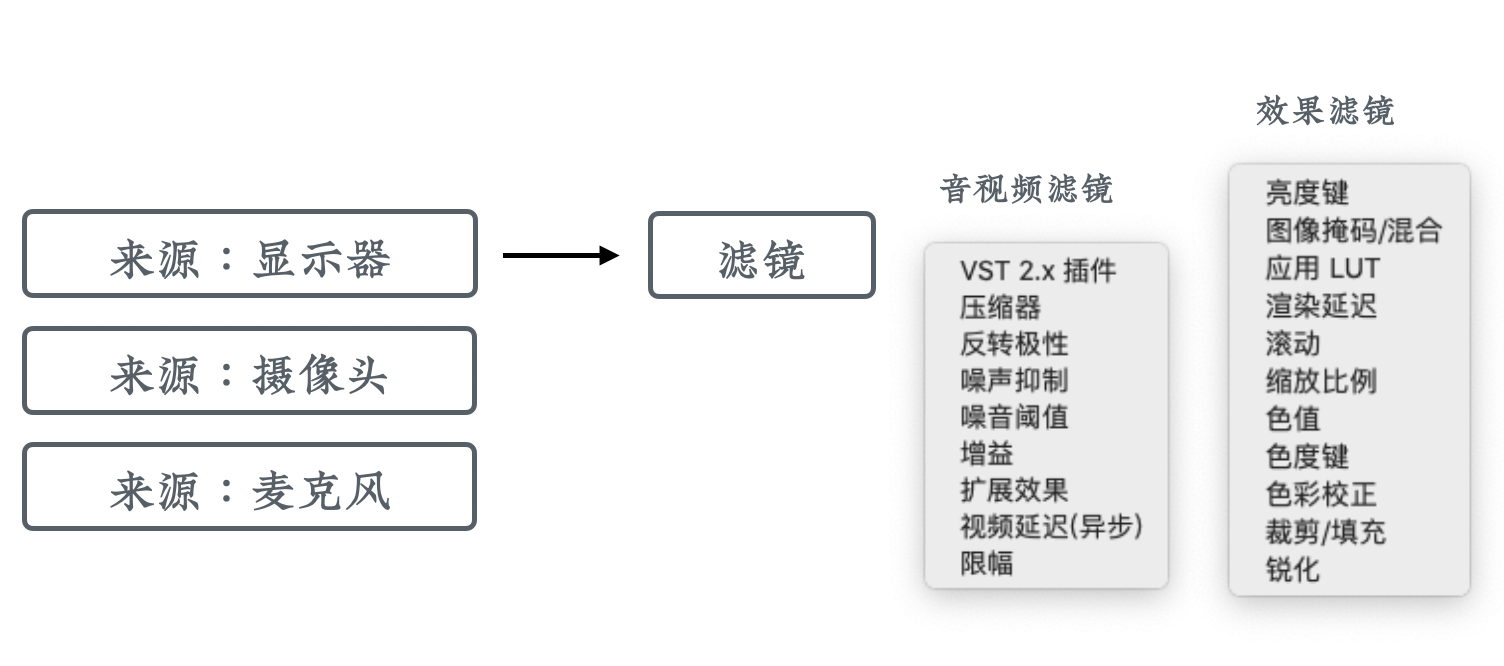 来源：显示器
来源：摄像头
来源：麦克风
滤镜
音视频滤镜
VST 2.x 插件
压缩器
反转极性
噪声抑制
噪音阈值
增益
扩展效果
视频延迟(异步)
限幅
效果滤镜
亮度键
图像掩码/混合
应用 LUT
渲染延迟
滚动
缩放比例
色值
色度键
色彩校正
裁剪/填充
锐化